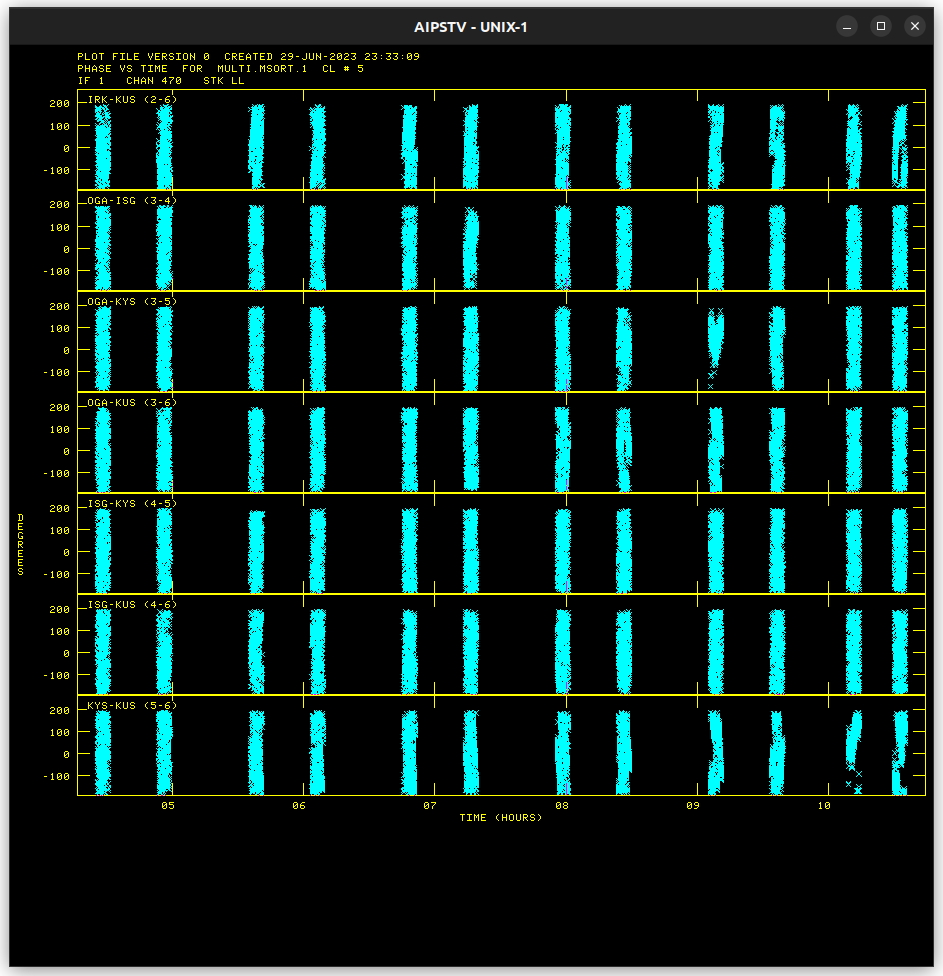 AIPSTV - UNIX-1
PLOT FILE VERSION 0 CREATED 29-JUN-2023 23:33:09
PHASE VS TIME FOR MULTI.MSORT.1 CL # 5
IF 1 CHAN 470 STK LL
IRK-KUS (2-6)
200
100
0
-100
OGA-ISG (3-4)
200
100
0
-100
OGA-KYS (3-5)
200
100
0
-100
OGA-KUS (3-6)
200
100
0
-100
ISG-KYS (4-5)
200
100
0
-100
DEGREES
ISG-KUS (4-6)
200
100
0
-100
KYS-KUS (5-6)
200
100
0
-100
05 06 07 08 09 10
TIME (HOURS)